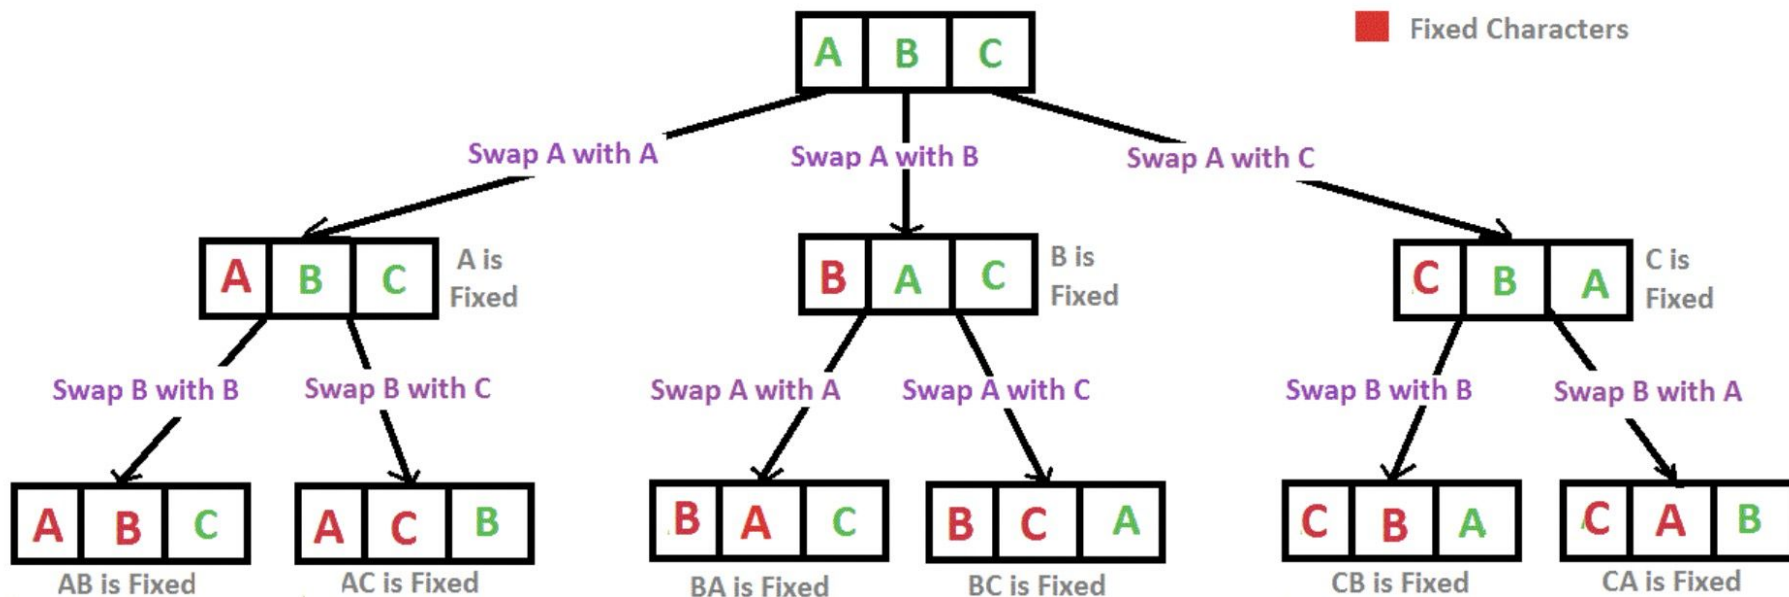 A B C
Fixed Characters
Swap A with A
Swap A with B
Swap A with C
A B C
A is
Fixed
B A C
B is
Fixed
C B A
C is
Fixed
Swap B with B
Swap B with C
Swap A with A
Swap A with C
Swap B with B
Swap B with A
A B C
A C B
B A C
B C A
C B A
C A B
AB is Fixed
AC is Fixed
BA is Fixed
BC is Fixed
CB is Fixed
CA is Fixed